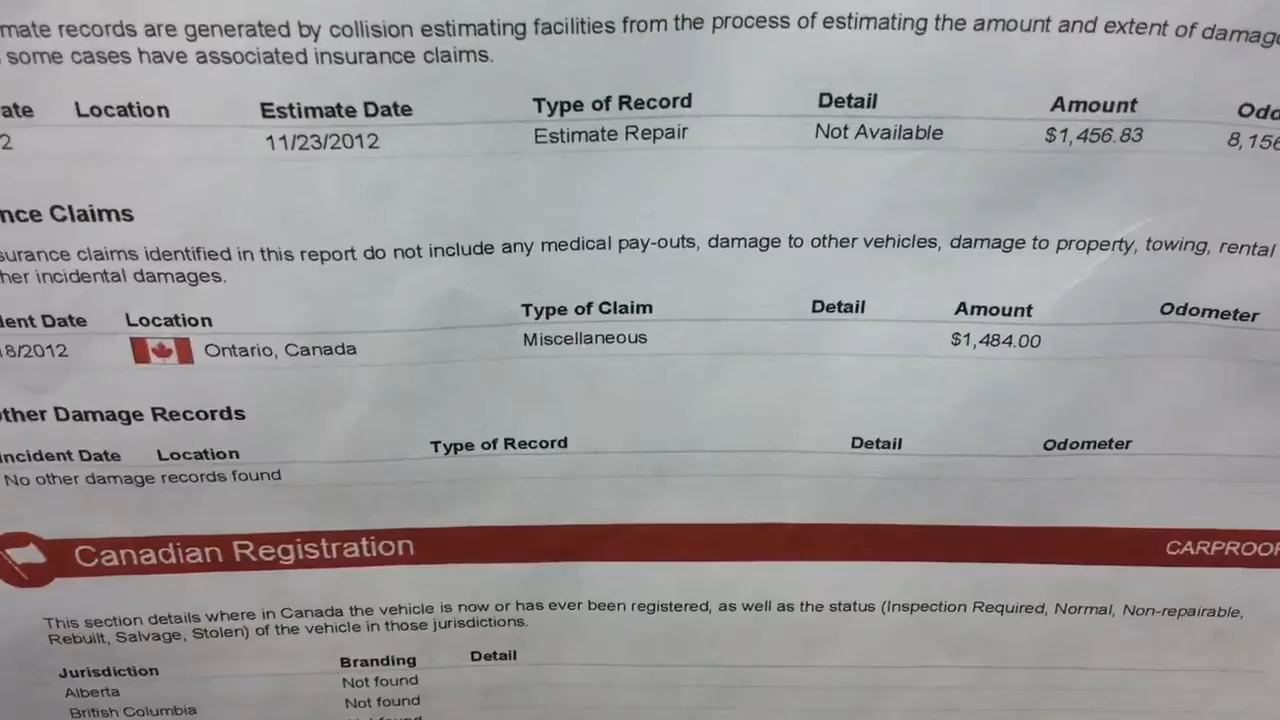 mate records are generated by collision estimating facilities from the process of estimating the amount and extent of damage
some cases have associated insurance claims.
ate Location Estimate Date Type of Record Detail Amount Odo
2 11/23/2012 Estimate Repair Not Available $1,456.83 8,156
nce Claims
surance claims identified in this report do not include any medical pay-outs, damage to other vehicles, damage to property, towing, rental
her incidental damages.
dent Date Location Type of Claim Detail Amount Odometer
18/2012 Ontario, Canada Miscellaneous $1,484.00
ther Damage Records
Incident Date Location Type of Record Detail Odometer
No other damage records found
Canadian Registration CARPROOF
This section details where in Canada the vehicle is now or has ever been registered, as well as the status (Inspection Required, Normal, Non-repairable,
Rebuilt, Salvage, Stolen) of the vehicle in those jurisdictions.
Jurisdiction Branding Detail
Alberta Not found
British Columbia Not found